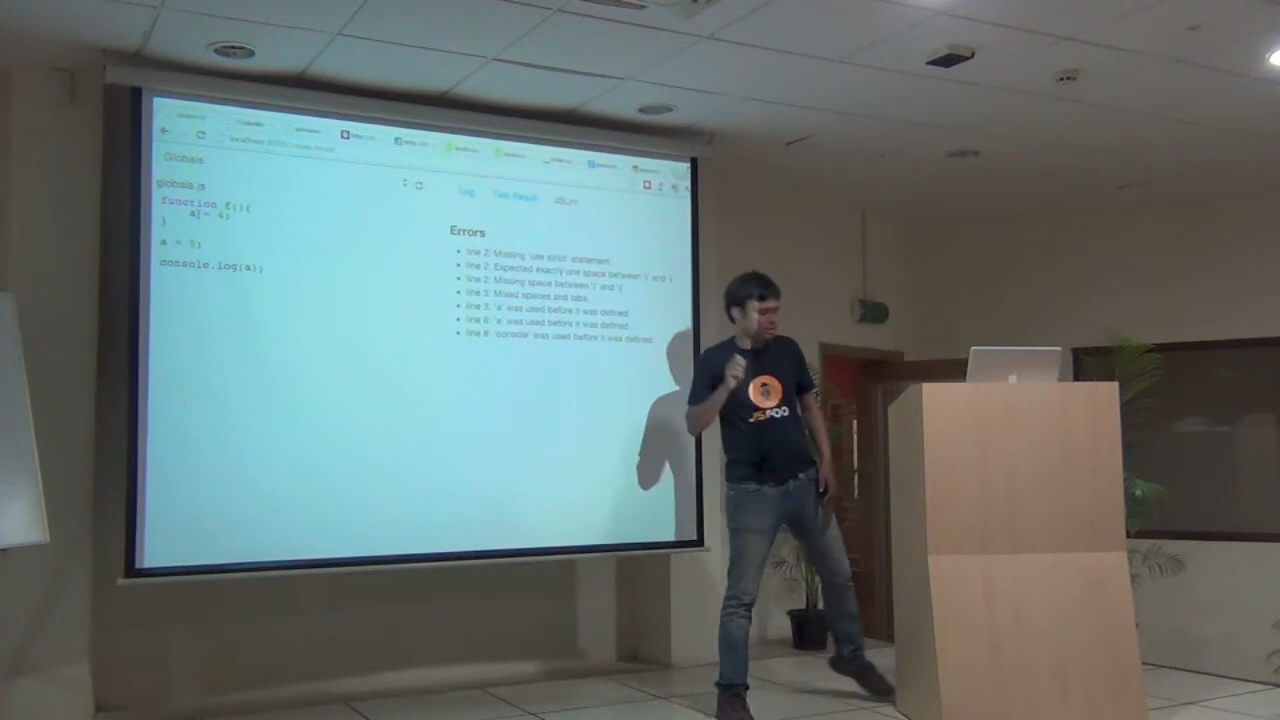 Globals
globals.js
function f(){
a = 4;
}
a = 5;
console.log(a);
Log Test Result JSLint
Errors
line 2: Missing 'use strict' statement.
line 2: Expected exactly one space between ')' and '{'
line 2: Missing space between ')' and '{'
line 3: Mixed spaces and tabs.
line 3: 'a' was used before it was defined.
line 6: 'a' was used before it was defined.
line 8: 'console' was used before it was defined.
JSFOO